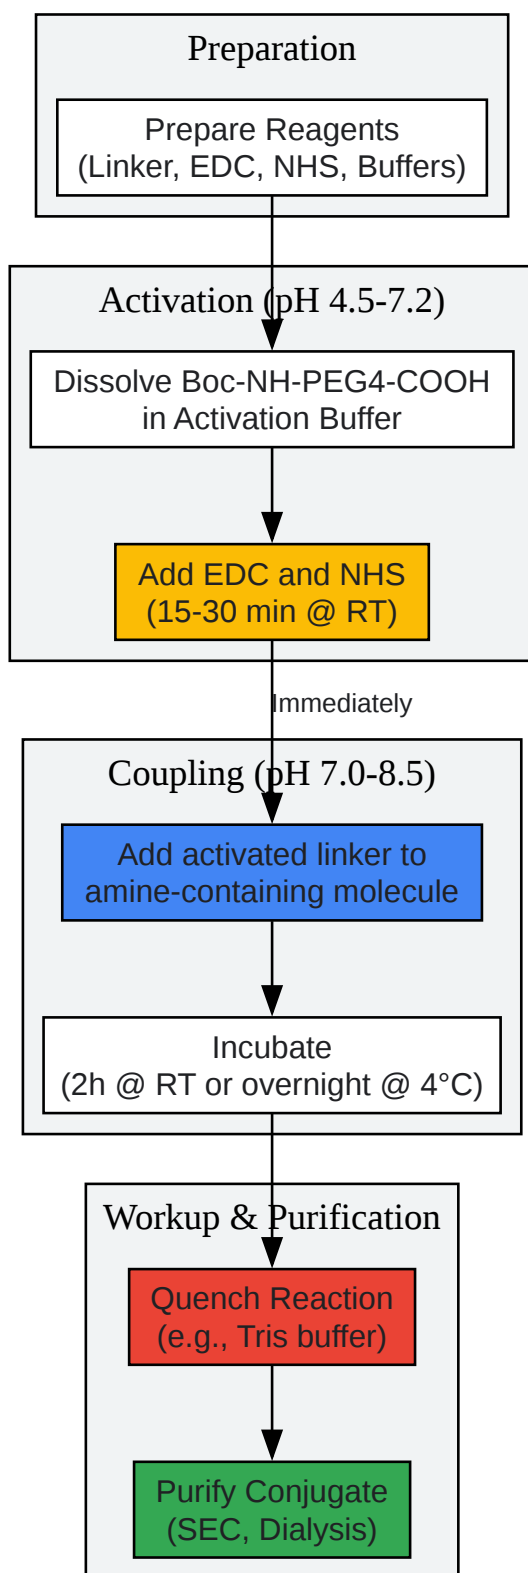 Preparation
Prepare Reagents
(Linker, EDC, NHS, Buffers)
Activation (pH 4.5-7.2)
Dissolve Boc-NH-PEG4-COOH
in Activation Buffer
Add EDC and NHS
(15-30 min @ RT)
Immediately
Coupling (pH 7.0-8.5)
Add activated linker to
amine-containing molecule
Incubate
(2h @ RT or overnight @ 4°C)
Workup & Purification
Quench Reaction
(e.g., Tris buffer)
Purify Conjugate
(SEC, Dialysis)